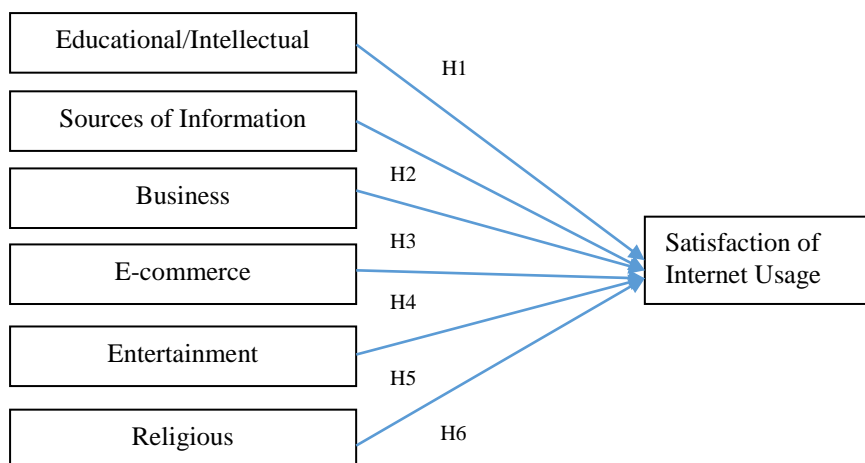 Educational/Intellectual
H1
Sources of Information
H2
Business
H3
E-commerce
H4
Entertainment
H5
Religious
H6
Satisfaction of
Internet Usage